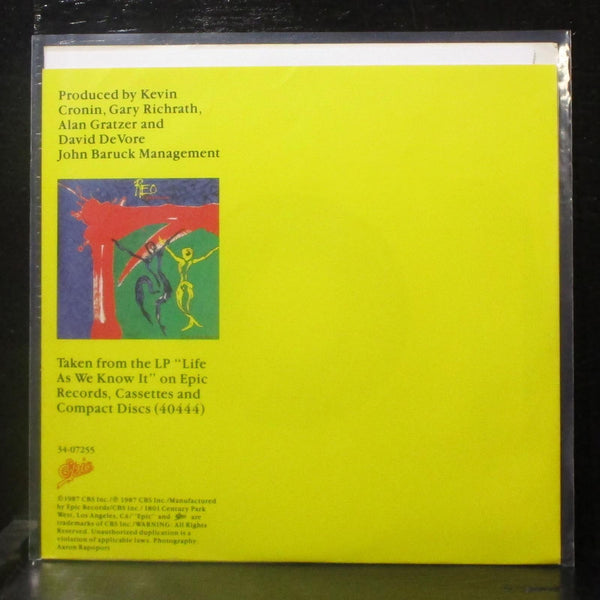 Produced by Kevin
Cronin, Gary Richrath,
Alan Gratzer and
David DeVore
John Baruck Management
REO
Taken from the LP "Life
As We Know It" on Epic
Records, Cassettes and
Compact Discs (40444)
34-07255
Epic
©1987 CBS Inc./℗ 1987 CBS Inc./Manufactured
by Epic Records/CBS Inc./ 1801 Century Park
West, Los Angeles, CA/"Epic" and Epic are
trademarks of CBS Inc./WARNING: All Rights
Reserved. Unauthorized duplication is a
violation of applicable laws. Photography:
Aaron Rapoport